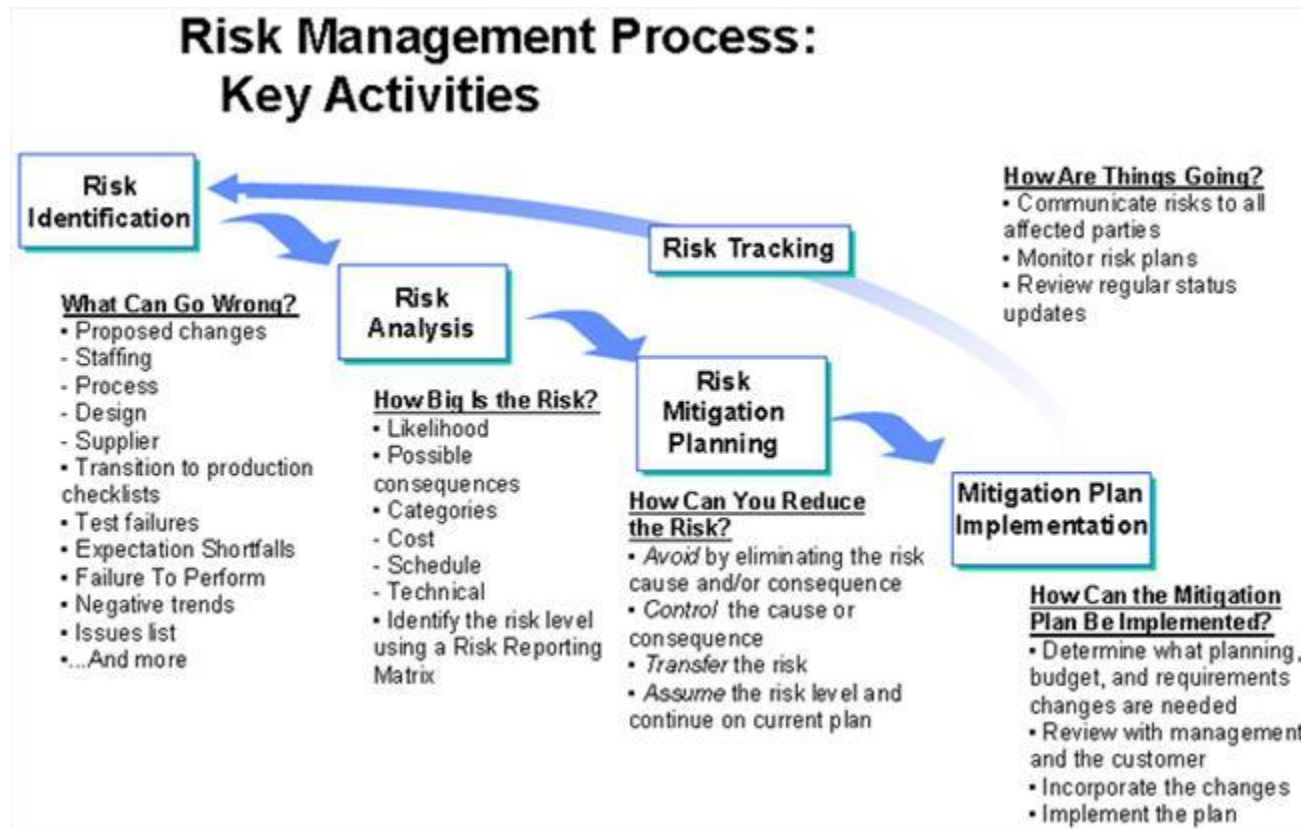 Risk Management Process:
Key Activities
Risk
Identification
What Can Go Wrong?
• Proposed changes
- Staffing
- Process
- Design
- Supplier
• Transition to production
checklists
• Test failures
• Expectation Shortfalls
• Failure To Perform
• Negative trends
• Issues list
•...And more
Risk
Analysis
How Big Is the Risk?
• Likelihood
• Possible
consequences
• Categories
- Cost
- Schedule
- Technical
• Identify the risk level
using a Risk Reporting
Matrix
Risk
Mitigation
Planning
How Can You Reduce
the Risk?
• Avoid by eliminating the risk
cause and/or consequence
• Control the cause or
consequence
• Transfer the risk
• Assume the risk level and
continue on current plan
Mitigation Plan
Implementation
How Can the Mitigation
Plan Be Implemented?
• Determine what planning,
budget, and requirements
changes are needed
• Review with management
and the customer
• Incorporate the changes
• Implement the plan
Risk Tracking
How Are Things Going?
• Communicate risks to all
affected parties
• Monitor risk plans
• Review regular status
updates